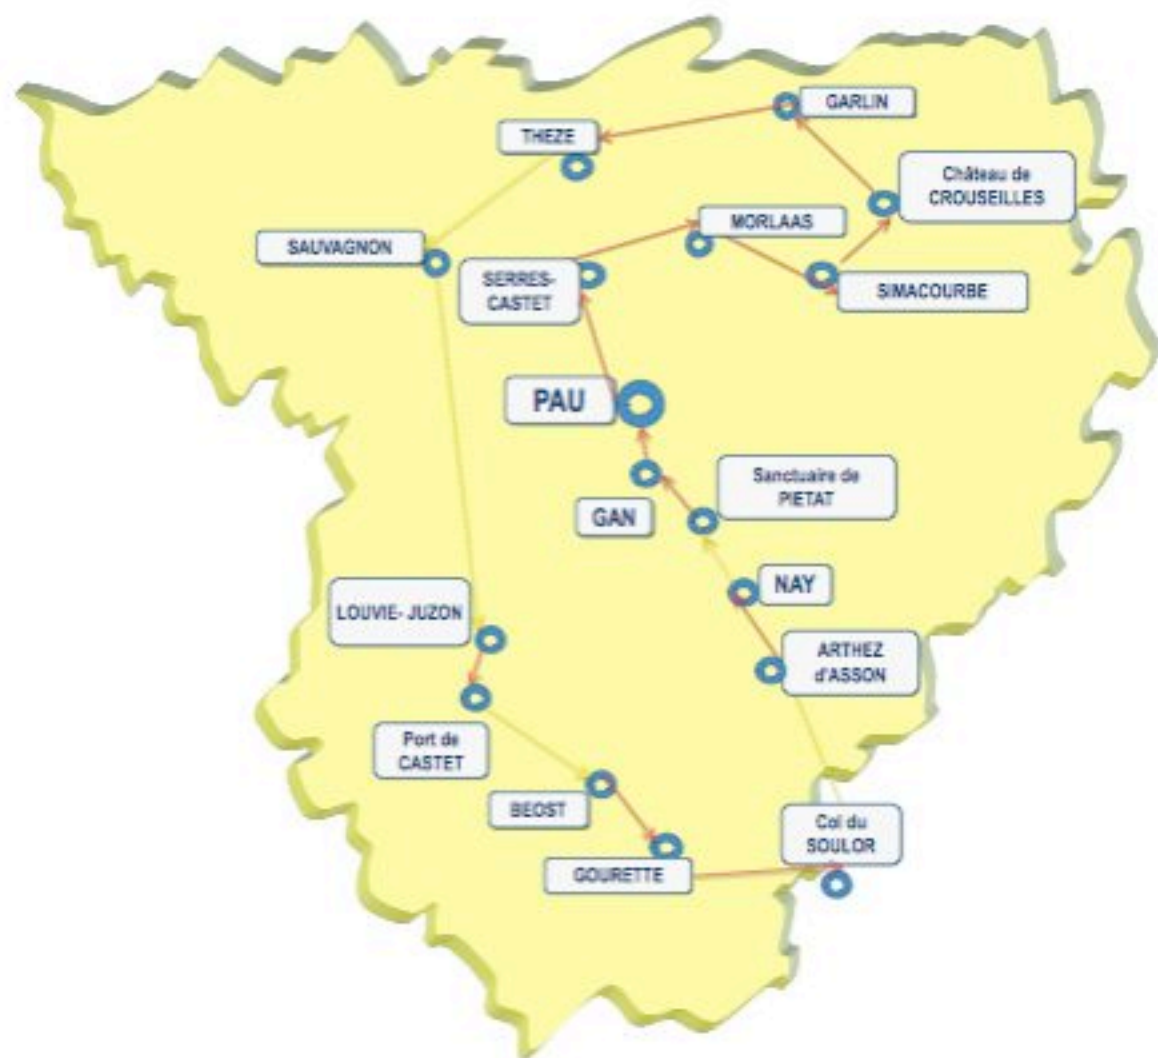 GARLIN
THEZE
Château de
CROUSEILLES
MORLAAS
SAUVAGNON
SERRES-
CASTET
SIMACOURBE
PAU
Sanctuaire de
PIETAT
GAN
NAY
LOUVIE- JUZON
ARTHEZ
d'ASSON
Port de
CASTET
BEOST
Col du
SOULOR
GOURETTE